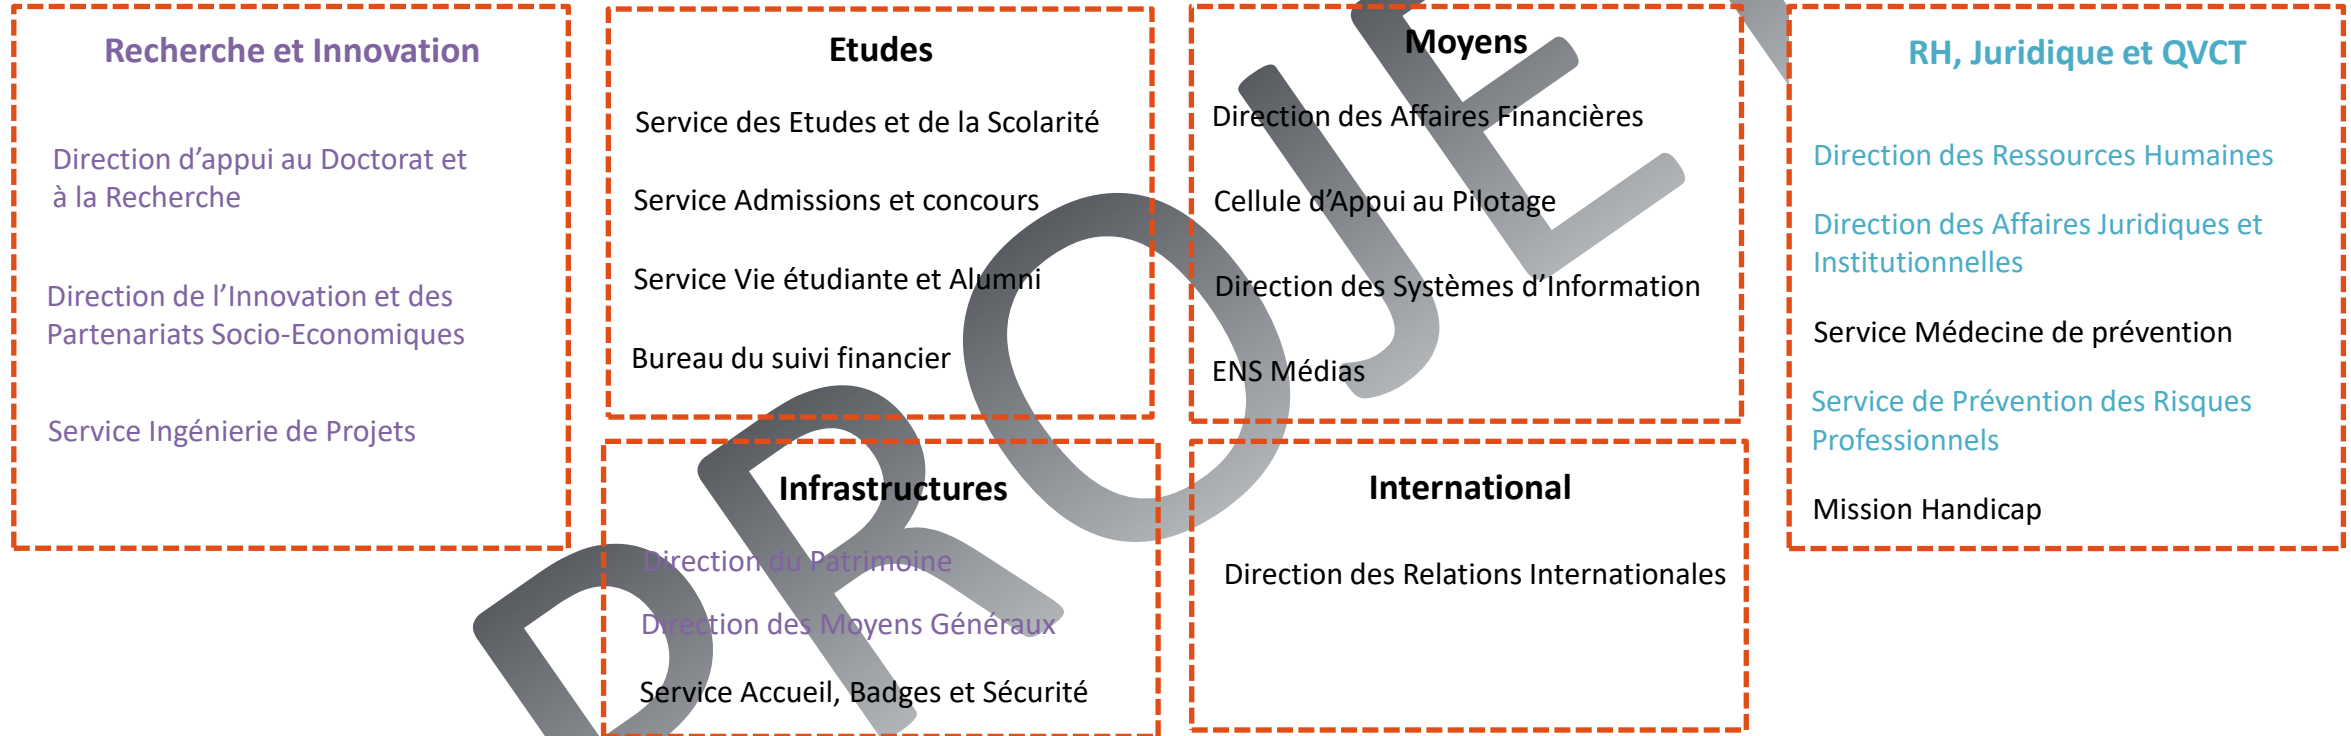 Recherche et Innovation
Direction d’appui au Doctorat et
à la Recherche
Direction de l’Innovation et des
Partenariats Socio-Economiques
Service Ingénierie de Projets
Etudes
Service des Etudes et de la Scolarité
Service Admissions et concours
Service Vie étudiante et Alumni
Bureau du suivi financier
Moyens
Direction des Affaires Financières
Cellule d’Appui au Pilotage
Direction des Systèmes d’Information
ENS Médias
RH, Juridique et QVCT
Direction des Ressources Humaines
Direction des Affaires Juridiques et
Institutionnelles
Service Médecine de prévention
Service de Prévention des Risques
Professionnels
Mission Handicap
Infrastructures
Direction du Patrimoine
Direction des Moyens Généraux
Service Accueil, Badges et Sécurité
International
Direction des Relations Internationales
PROJE